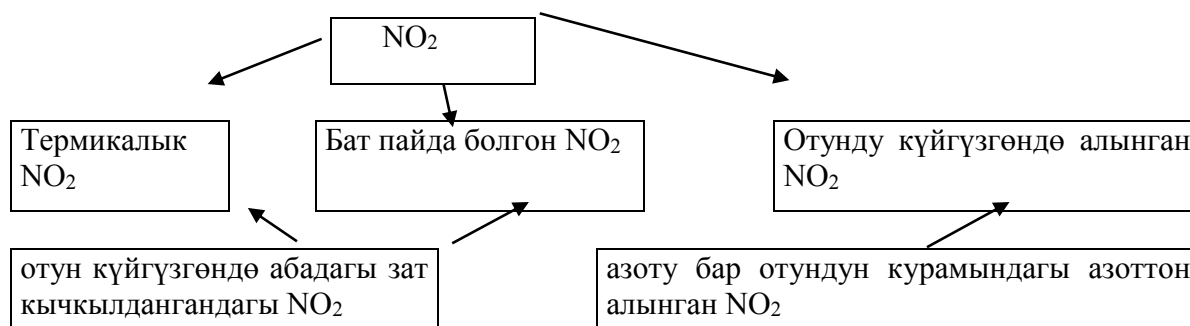 NO₂
Термикалык
NO₂
Бат пайда болгон NO₂
Отунду күйгүзгөндө алынган
NO₂
отун күйгүзгөндө абадагы зат
кычкылдангандагы NO₂
азоту бар отундун курамындагы азоттон
алынган NO₂